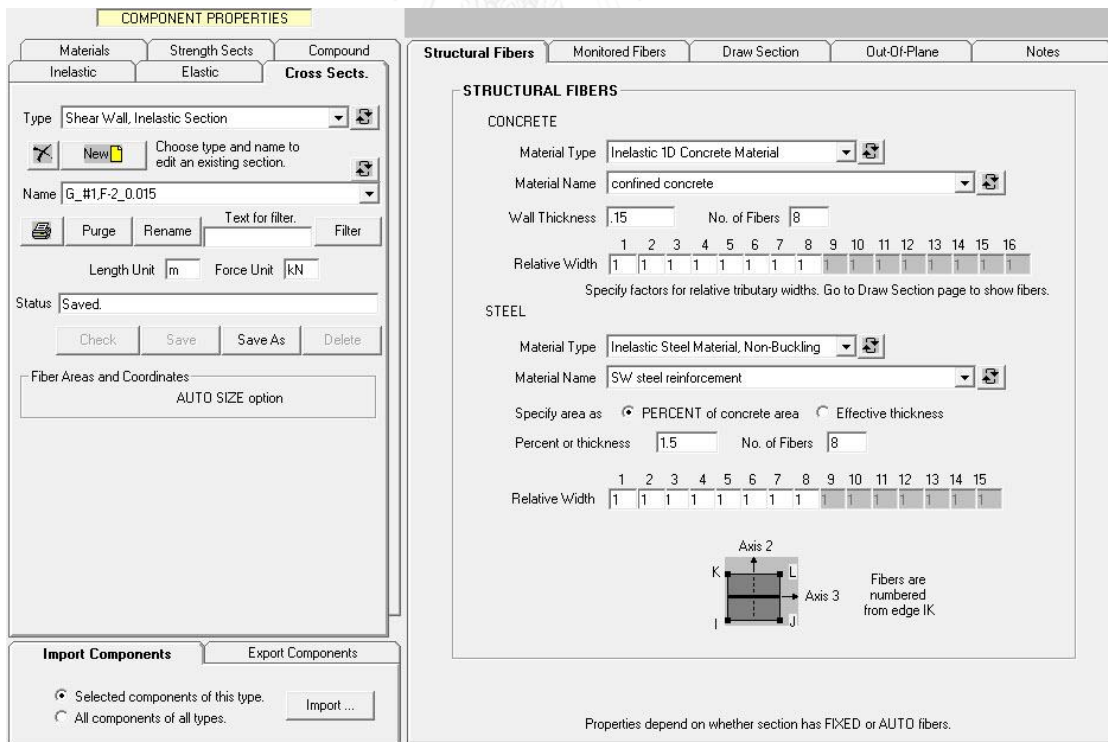 COMPONENT PROPERTIES
Materials Strength Sects Compound
Inelastic Elastic Cross Sects.
Type Shear Wall, Inelastic Section
New Choose type and name to
edit an existing section.
Name G_#1,F-2_0.015
Purge Rename Text for filter. Filter
Length Unit m Force Unit kN
Status Saved.
Check Save Save As Delete
Fiber Areas and Coordinates
AUTO SIZE option
Import Components Export Components
Selected components of this type.
All components of all types.
Import ...
Structural Fibers Monitored Fibers Draw Section Out-Of-Plane Notes
STRUCTURAL FIBERS
CONCRETE
Material Type Inelastic 1D Concrete Material
Material Name confined concrete
Wall Thickness .15 No. of Fibers 8
1 2 3 4 5 6 7 8 9 10 11 12 13 14 15 16
Relative Width 1 1 1 1 1 1 1 1 1 1 1 1 1 1 1 1
Specify factors for relative tributary widths. Go to Draw Section page to show fibers.
STEEL
Material Type Inelastic Steel Material, Non-Buckling
Material Name SW steel reinforcement
Specify area as PERCENT of concrete area Effective thickness
Percent or thickness 1.5 No. of Fibers 8
1 2 3 4 5 6 7 8 9 10 11 12 13 14 15
Relative Width 1 1 1 1 1 1 1 1 1 1 1 1 1 1 1
Axis 2
K L
Axis 3
I J
Fibers are
numbered
from edge IK
Properties depend on whether section has FIXED or AUTO fibers.